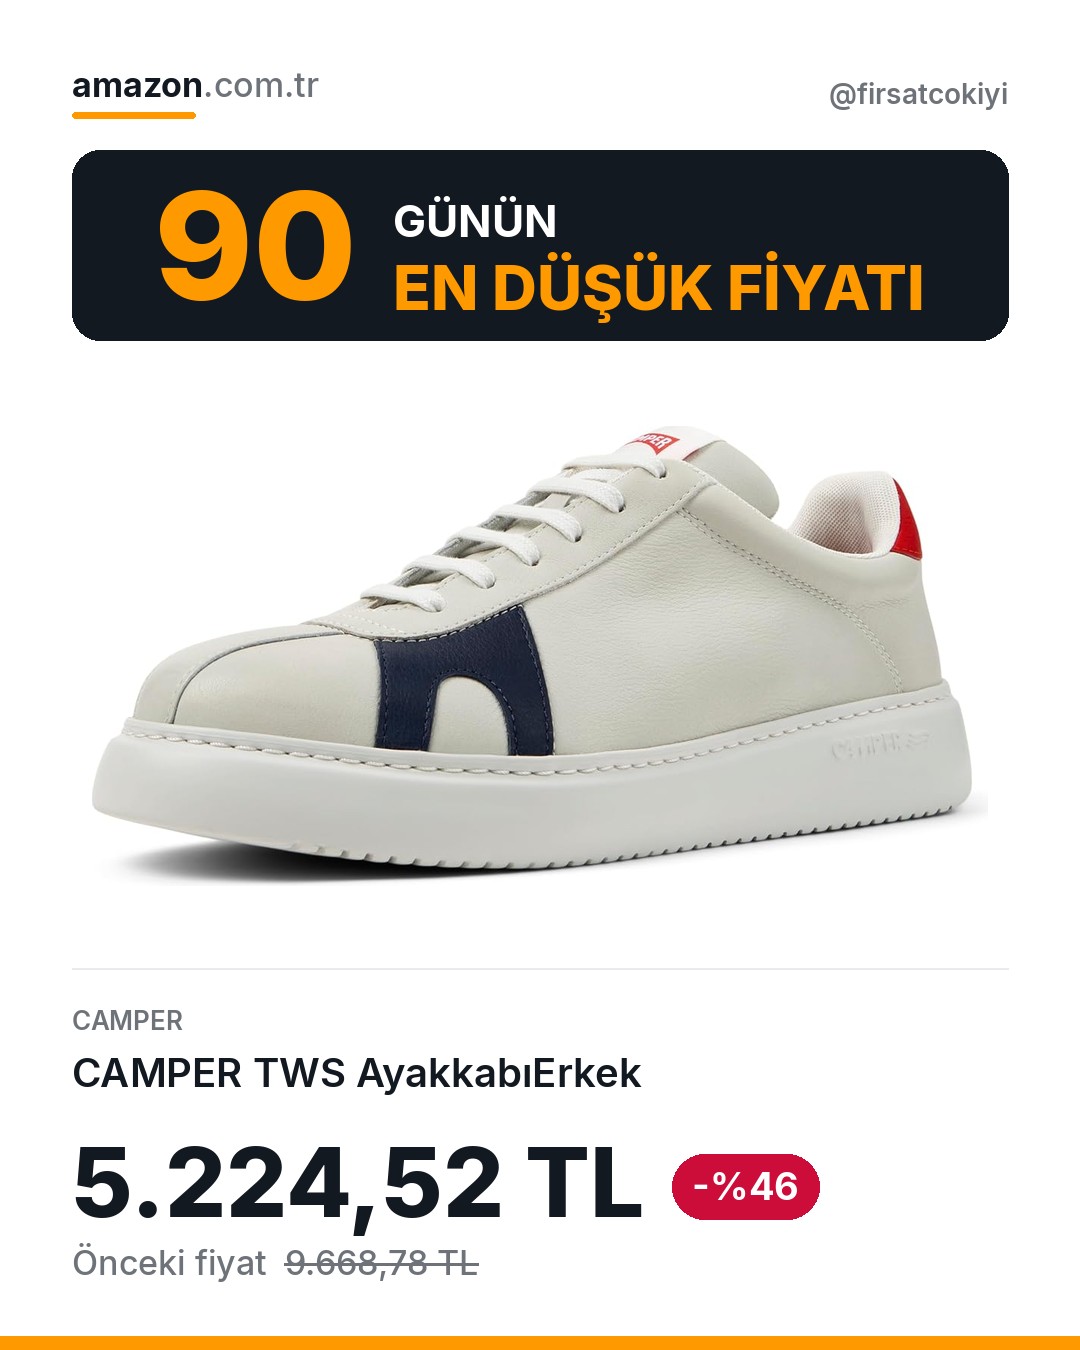 amazon.com.tr
@firsatcokiyi
90
GÜNÜN
EN DÜŞÜK FİYATI
CAMPER
CAMPER
CAMPER TWS AyakkabıErkek
5.224,52 TL
-%46
Önceki fiyat 9.668,78 TL